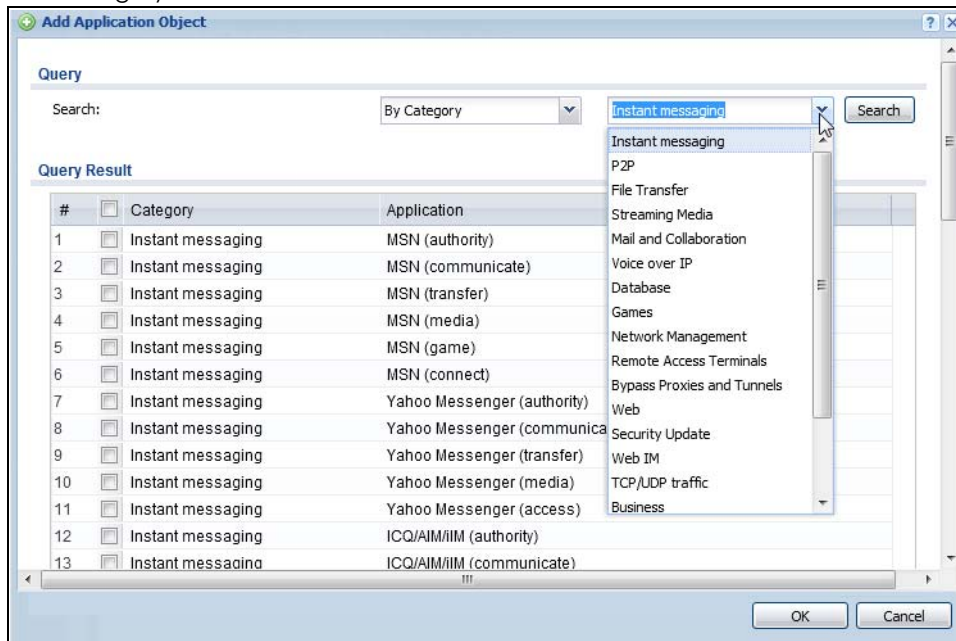 Add Application Object
Query
Search: By Category Instant messaging Search
Instant messaging
P2P
File Transfer
Streaming Media
Mail and Collaboration
Voice over IP
Database
Games
Network Management
Remote Access Terminals
Bypass Proxies and Tunnels
Web
Security Update
Web IM
TCP/UDP traffic
Business
Query Result
# Category Application
1 Instant messaging MSN (authority)
2 Instant messaging MSN (communicate)
3 Instant messaging MSN (transfer)
4 Instant messaging MSN (media)
5 Instant messaging MSN (game)
6 Instant messaging MSN (connect)
7 Instant messaging Yahoo Messenger (authority)
8 Instant messaging Yahoo Messenger (communica
9 Instant messaging Yahoo Messenger (transfer)
10 Instant messaging Yahoo Messenger (media)
11 Instant messaging Yahoo Messenger (access)
12 Instant messaging ICQ/AIM/iIM (authority)
13 Instant messaging ICQ/AIM/iIM (communicate)
OK Cancel